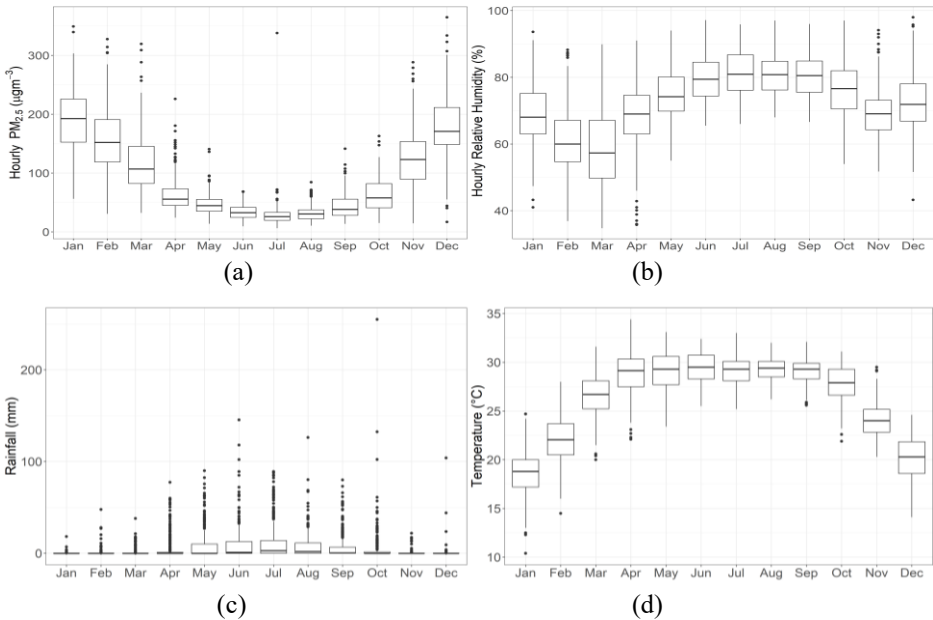 Hourly PM2.5 (µgm-3)
300
200
100
0
Jan Feb Mar Apr May Jun Jul Aug Sep Oct Nov Dec
(a)
Hourly Relative Humidity (%)
100
80
60
40
Jan Feb Mar Apr May Jun Jul Aug Sep Oct Nov Dec
(b)
Rainfall (mm)
200
100
0
Jan Feb Mar Apr May Jun Jul Aug Sep Oct Nov Dec
(c)
Temperature (°C)
35
30
25
20
15
10
Jan Feb Mar Apr May Jun Jul Aug Sep Oct Nov Dec
(d)